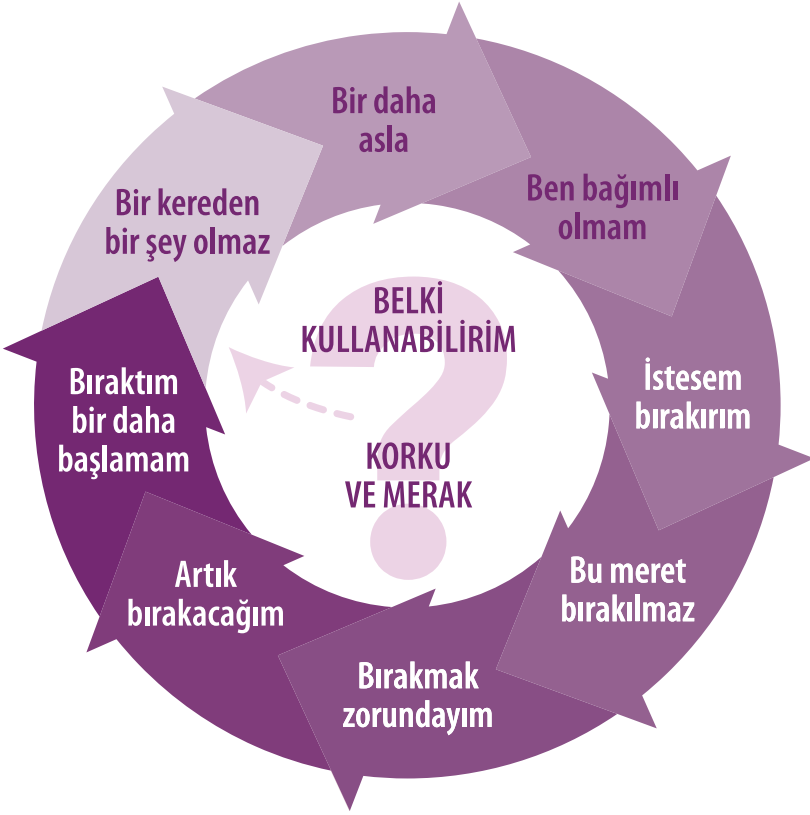 BELKİ
KULLANABİLİRİM
KORKU
VE MERAK
Bir kereden
bir şey olmaz
Bir daha
asla
Ben bağımlı
olmam
İstesem
bırakırım
Bu meret
bırakılmaz
Bırakmak
zorundayım
Artık
bırakacağım
Bıraktım
bir daha
başlamam
?